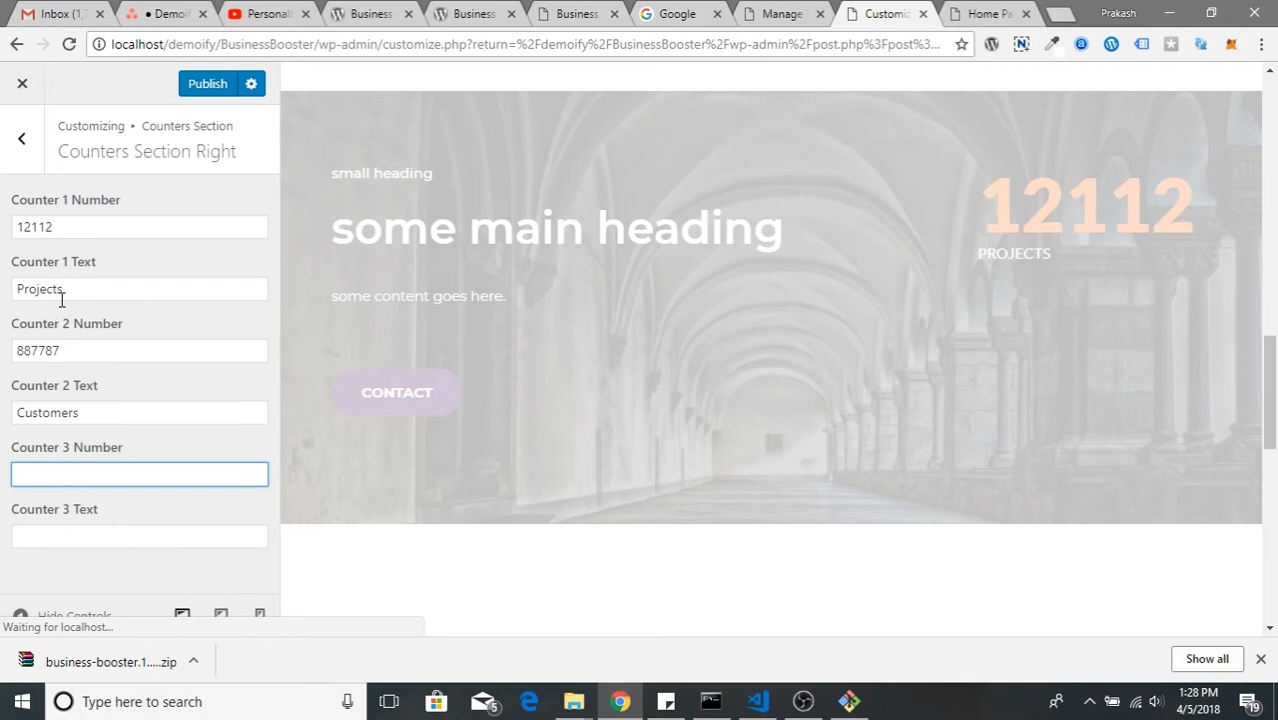 Inbox (1,
Demoify
Personali
Business
Business
Business
Google
Manage
Customiz
Home Pa
Prakash
localhost/demoify/BusinessBooster/wp-admin/customize.php?return=%2Fdemoify%2FBusinessBooster%2Fwp-admin%2Fpost.php%3Fpost%...
Publish
Customizing ▸ Counters Section
Counters Section Right
Counter 1 Number
12112
Counter 1 Text
Projects
Counter 2 Number
887787
Counter 2 Text
Customers
Counter 3 Number
Counter 3 Text
Hide Controls
Waiting for localhost...
small heading
some main heading
some content goes here.
CONTACT
12112
PROJECTS
business-booster.1.....zip
Show all
Type here to search
5
1:28 PM
4/5/2018
19